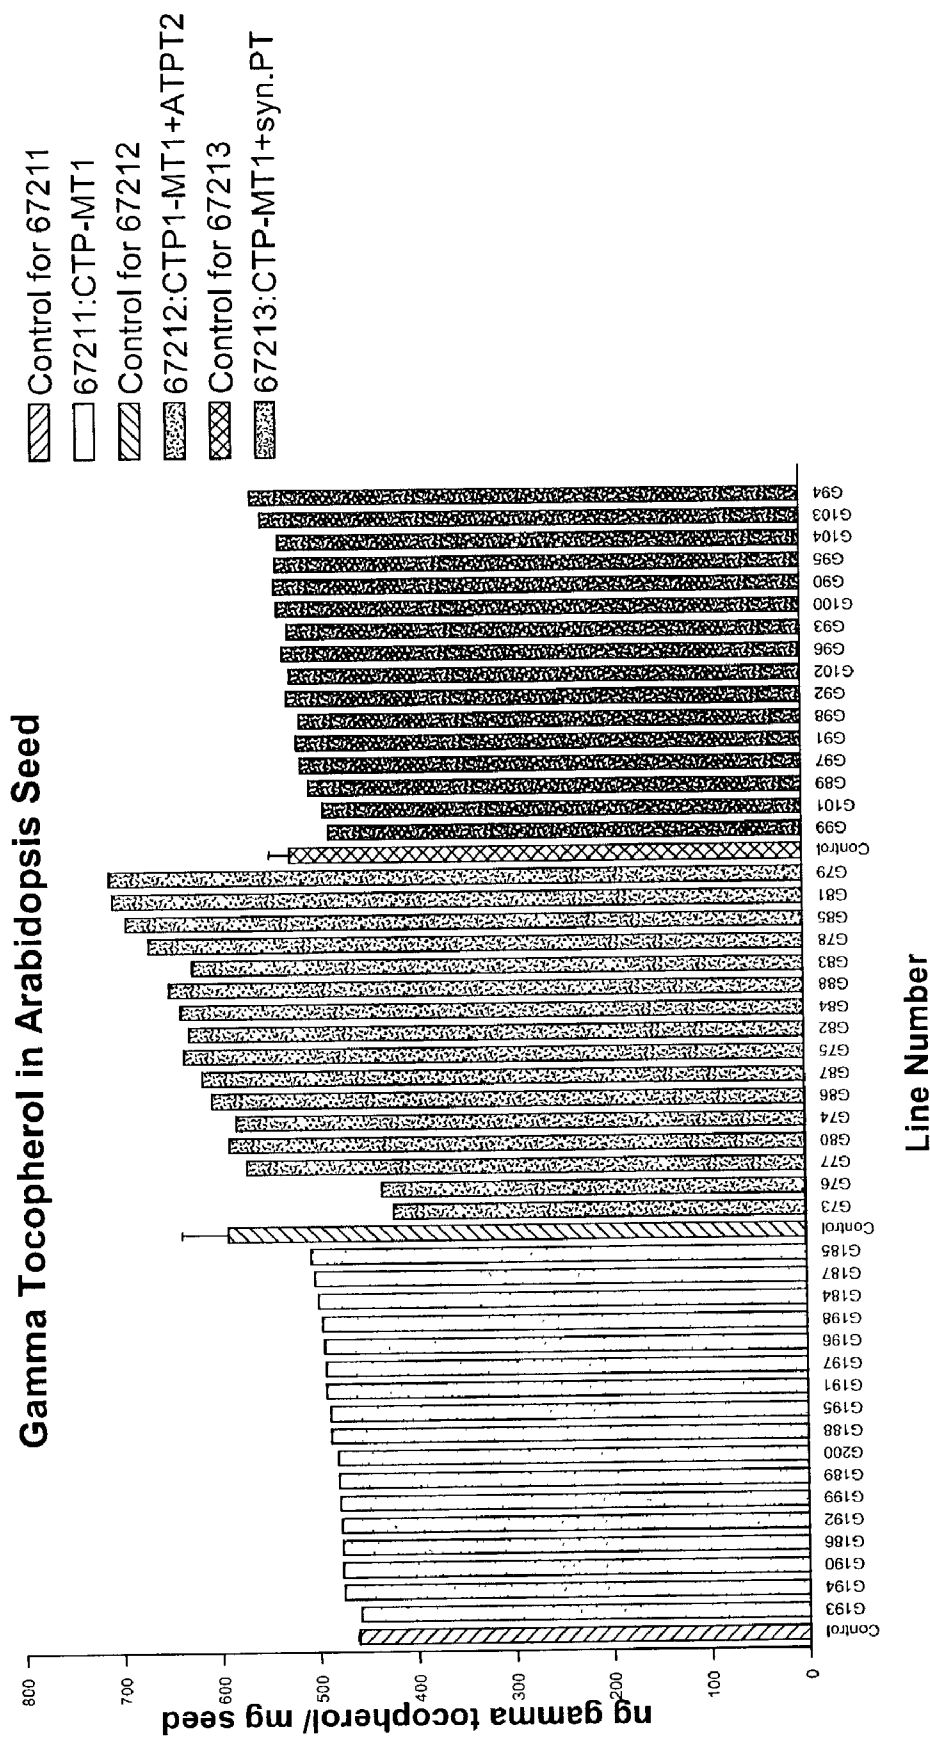 Gamma Tocopherol in Arabidopsis Seed
Control for 67211
67211:CTP-MT1
Control for 67212
67212:CTP1-MT1+ATPT2
Control for 67213
67213:CTP-MT1+syn.PT
ng gamma tocopherol/ mg seed
800
700
600
500
400
300
200
100
0
Control
G193
G194
G190
G186
G192
G199
G189
G200
G188
G195
G191
G197
G196
G198
G184
G187
G185
Control
G73
G76
G77
G80
G74
G86
G87
G75
G82
G84
G88
G83
G78
G85
G81
G79
Control
G99
G101
G89
G97
G91
G98
G92
G102
G96
G93
G100
G90
G95
G104
G103
G94
Line Number